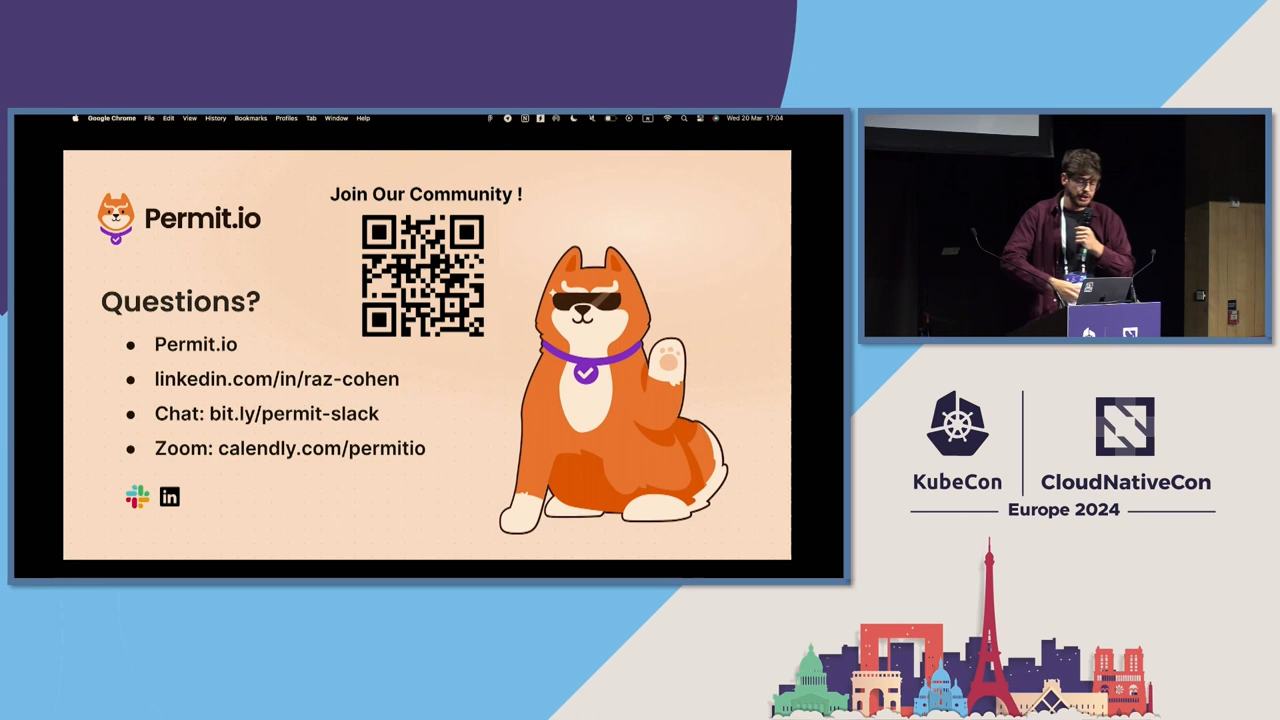 Google Chrome File Edit View History Bookmarks Profiles Tab Window Help Wed 20 Mar 17:04
Permit.io
Join Our Community !
Questions?
● Permit.io
● linkedin.com/in/raz-cohen
● Chat: bit.ly/permit-slack
● Zoom: calendly.com/permitio
in
KubeCon
CloudNativeCon
Europe 2024